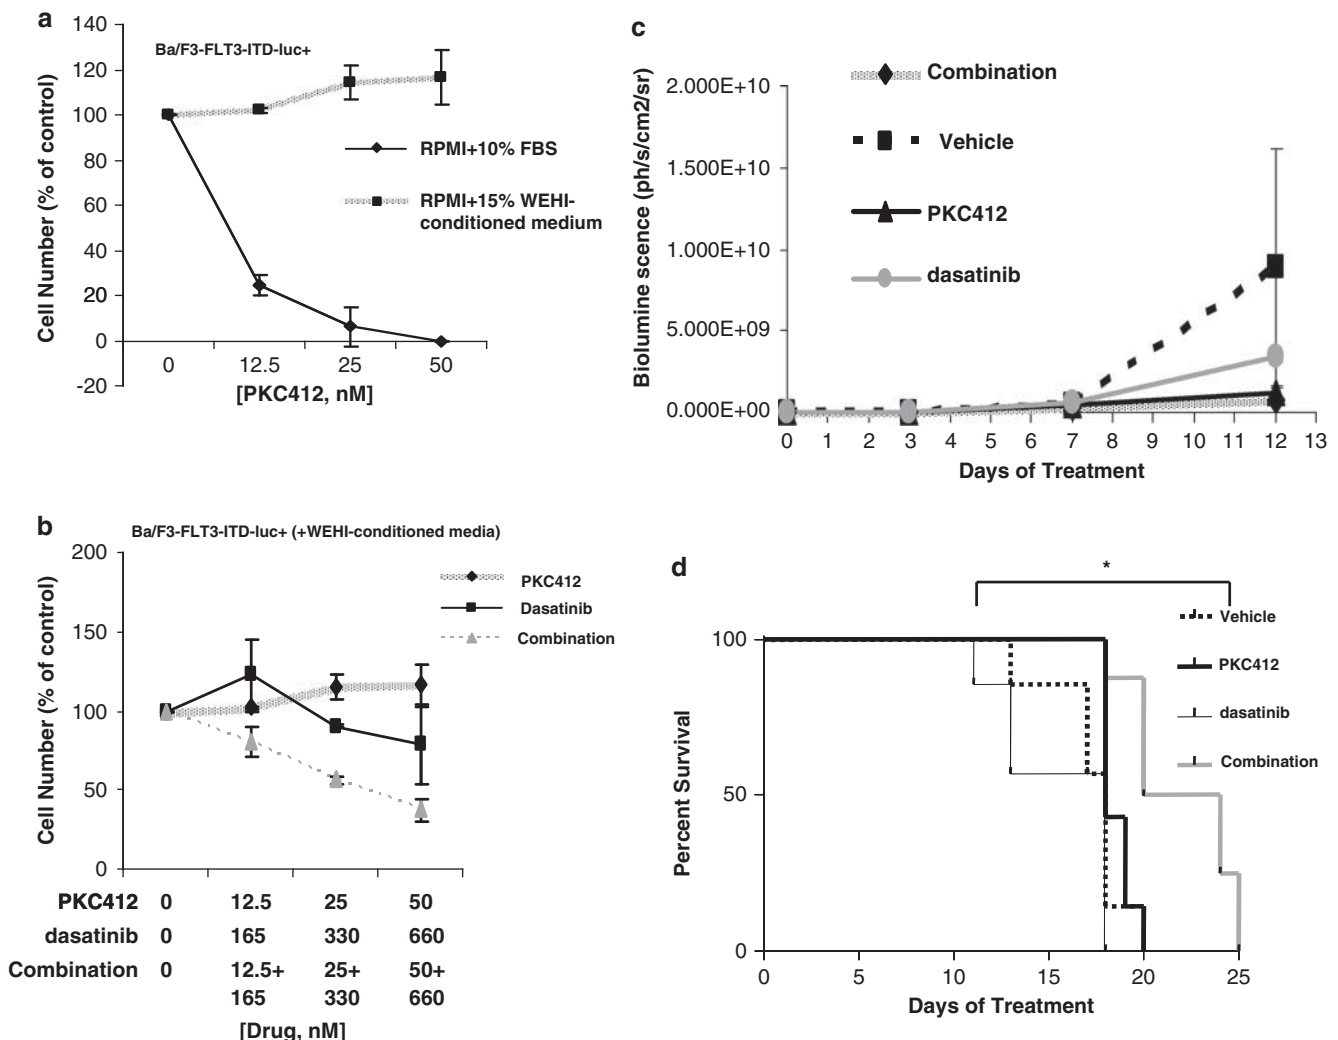 a
140
120
100
80
60
40
20
0
-20
Cell Number (% of control)
Ba/F3-FLT3-ITD-luc+
RPMI+10% FBS
RPMI+15% WEHI-
conditioned medium
0 12.5 25 50
[PKC412, nM]
b
Ba/F3-FLT3-ITD-luc+ (+WEHI-conditioned media)
200
150
100
50
0
Cell Number (% of control)
PKC412
Dasatinib
Combination
PKC412 0 12.5 25 50
dasatinib 0 165 330 660
Combination 0 12.5+ 25+ 50+
165 330 660
[Drug, nM]
c
2.000E+10
1.500E+10
1.000E+10
5.000E+09
0.000E+00
Biolumine scence (ph/s/cm2/sr)
Combination
Vehicle
PKC412
dasatinib
0 1 2 3 4 5 6 7 8 9 10 11 12 13
Days of Treatment
d
*
100
50
0
Percent Survival
Vehicle
PKC412
dasatinib
Combination
0 5 10 15 20 25
Days of Treatment